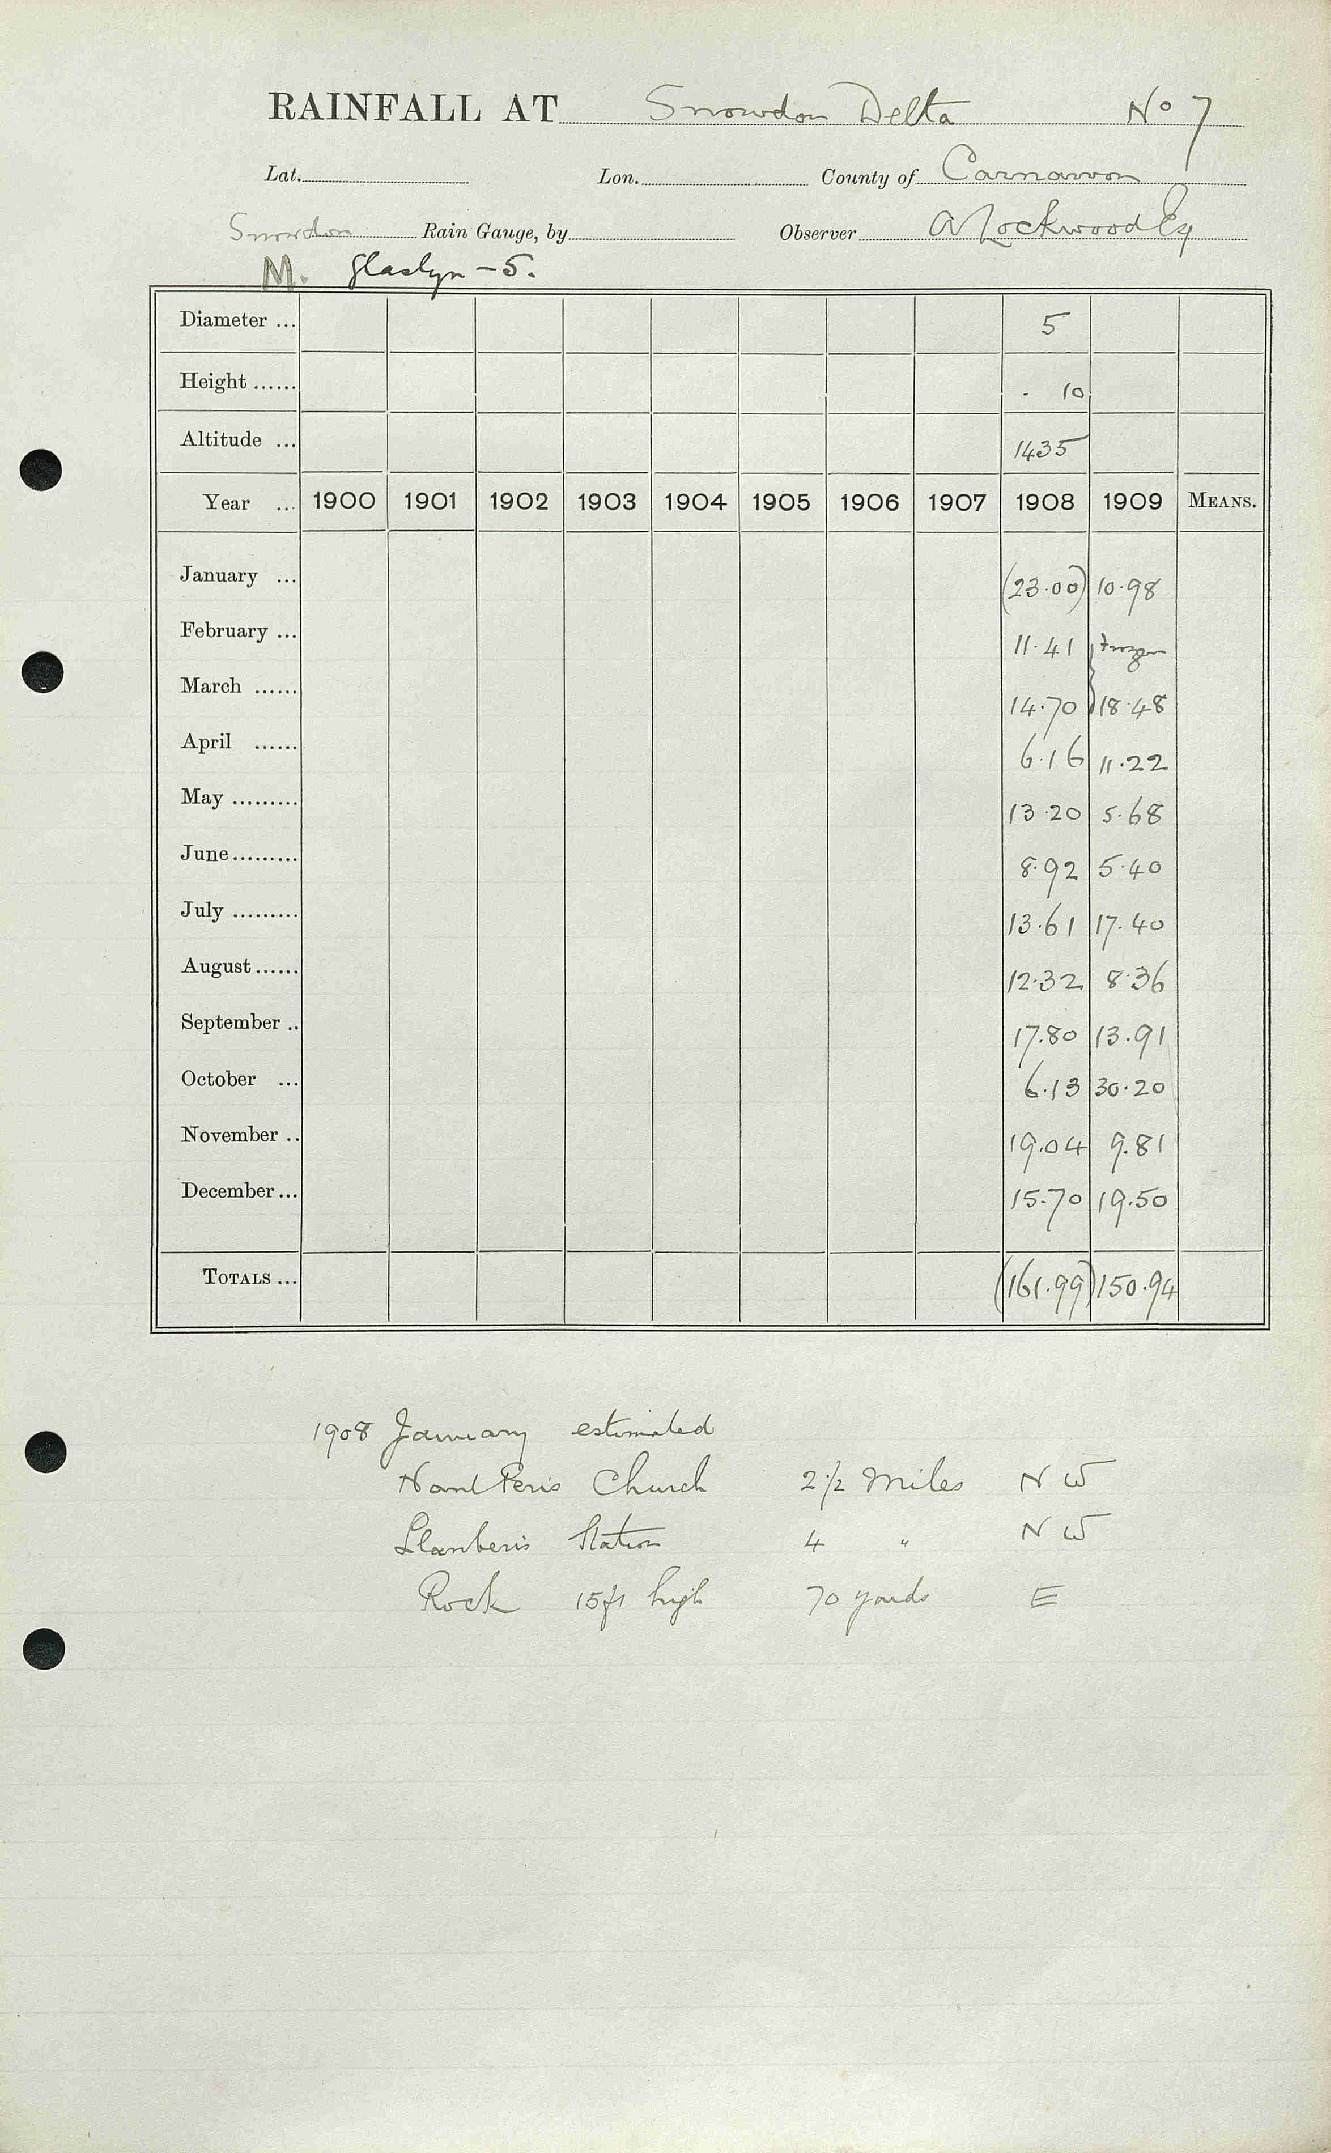 RAINFALL AT Snowdon Delta No 7
Lat. Lon. County of Carnarvon
Snowdon Rain Gauge, by Observer A Lockwood Esq
M. Glaslyn - 5.
Diameter ... 5
Height ...... - 10
Altitude ... 1435
Year ... 1900 1901 1902 1903 1904 1905 1906 1907 1908 1909 MEANS.
January ... (23.00) 10.98
February ... 11.41 frozen
March ...... 14.70 18.48
April ...... 6.16 11.22
May ......... 13.20 5.68
June ......... 8.92 5.40
July ......... 13.61 17.40
August ...... 12.32 8.36
September .. 17.80 13.91
October ... 6.13 30.20
November .. 19.04 9.81
December ... 15.70 19.50
TOTALS ... (161.99) 150.94
1908 January estimated
Nant Peris Church 2 1/2 Miles N W
Llanberis Station 4 " N W
Rock 15ft high 70 yards E